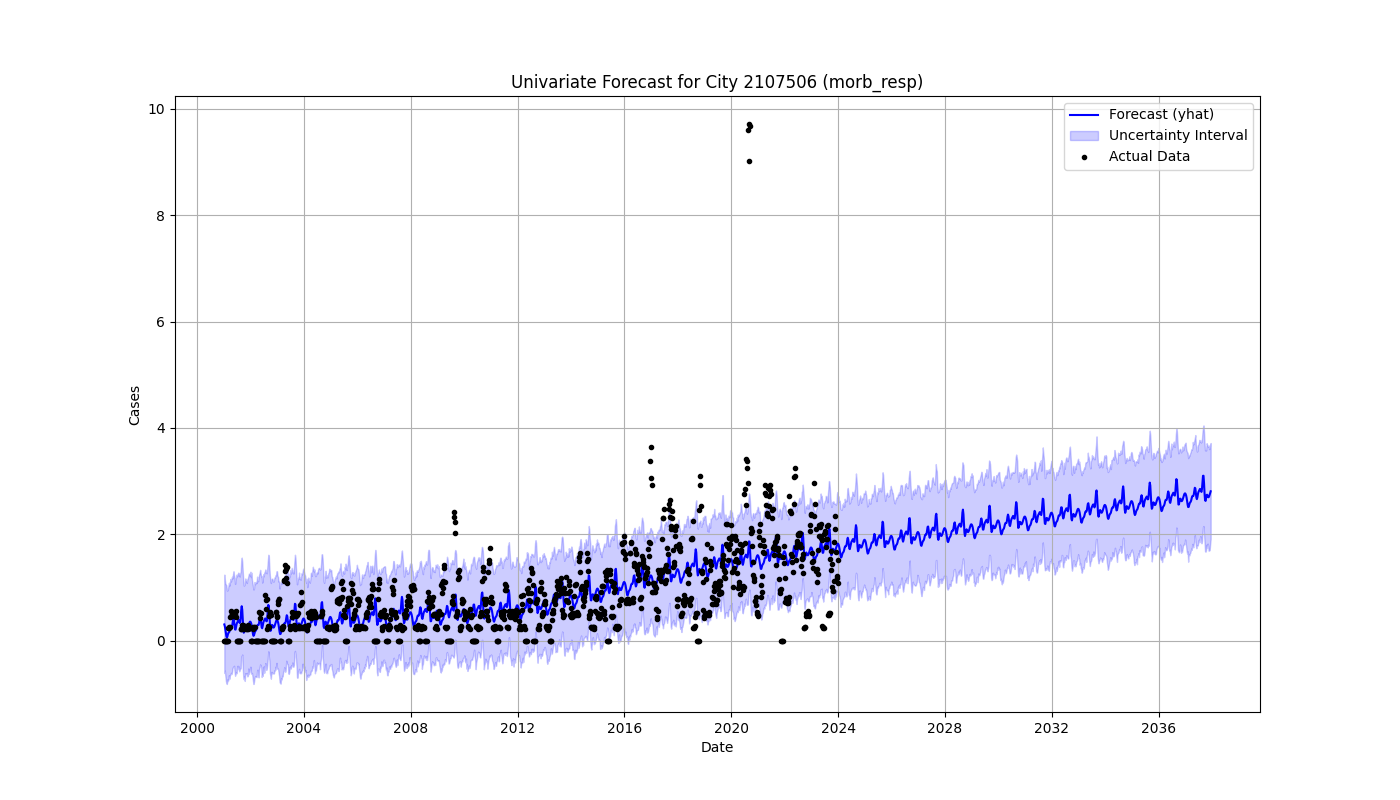 Univariate Forecast for City 2107506 (morb_resp)
Forecast (yhat)
Uncertainty Interval
Actual Data
10
8
6
4
2
0
Cases
2000 2004 2008 2012 2016 2020 2024 2028 2032 2036
Date